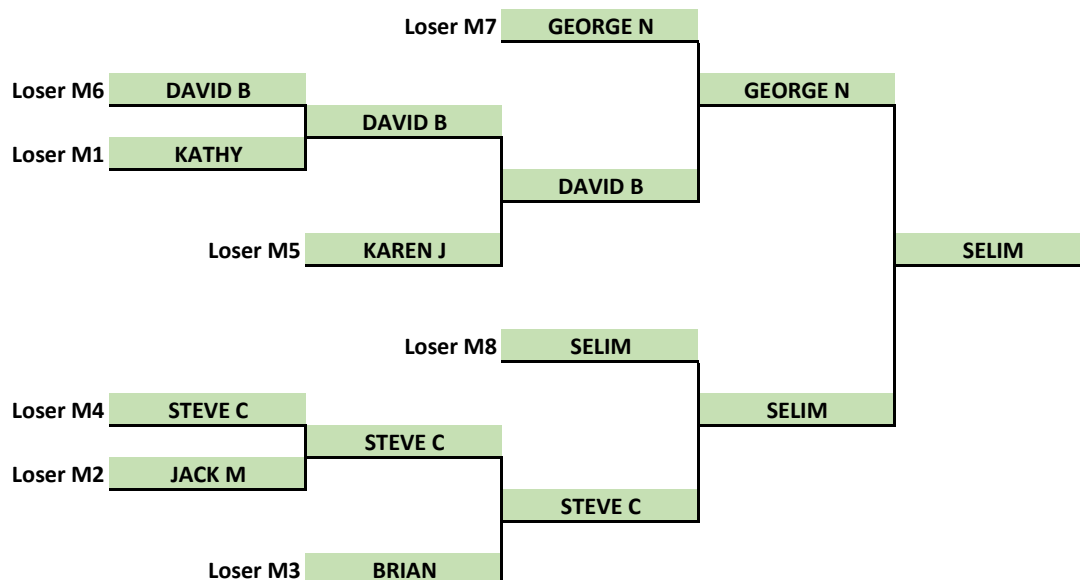 Loser M7 GEORGE N
Loser M6 DAVID B GEORGE N
DAVID B
Loser M1 KATHY
DAVID B
Loser M5 KAREN J SELIM
Loser M8 SELIM
Loser M4 STEVE C SELIM
STEVE C
Loser M2 JACK M
STEVE C
Loser M3 BRIAN